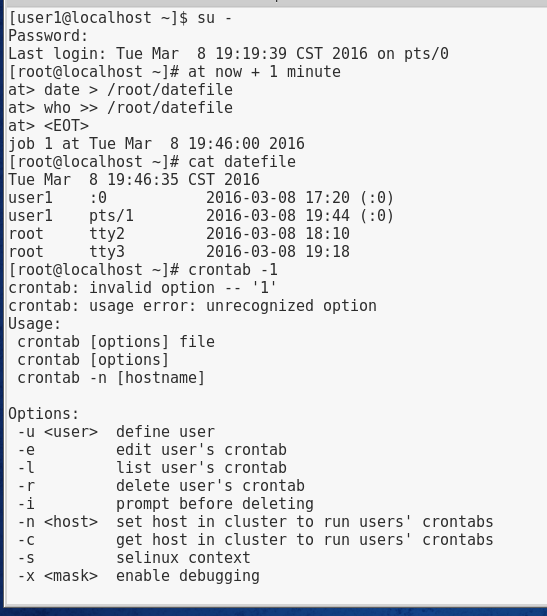 [user1@localhost ~]$ su -
Password:
Last login: Tue Mar  8 19:19:39 CST 2016 on pts/0
[root@localhost ~]# at now + 1 minute
at> date > /root/datefile
at> who >> /root/datefile
at> <EOT>
job 1 at Tue Mar  8 19:46:00 2016
[root@localhost ~]# cat datefile
Tue Mar  8 19:46:35 CST 2016
user1    :0           2016-03-08 17:20 (:0)
user1    pts/1        2016-03-08 19:44 (:0)
root     tty2         2016-03-08 18:10
root     tty3         2016-03-08 19:18
[root@localhost ~]# crontab -1
crontab: invalid option -- '1'
crontab: usage error: unrecognized option
Usage:
 crontab [options] file
 crontab [options]
 crontab -n [hostname]

Options:
 -u <user>  define user
 -e         edit user's crontab
 -l         list user's crontab
 -r         delete user's crontab
 -i         prompt before deleting
 -n <host>  set host in cluster to run users' crontabs
 -c         get host in cluster to run users' crontabs
 -s         selinux context
 -x <mask>  enable debugging